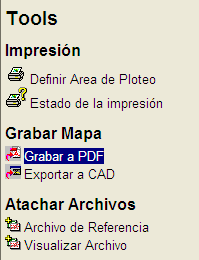 Tools
Impresión
Definir Area de Ploteo
Estado de la impresión
Grabar Mapa
Grabar a PDF
Exportar a CAD
Atachar Archivos
Archivo de Referencia
Visualizar Archivo